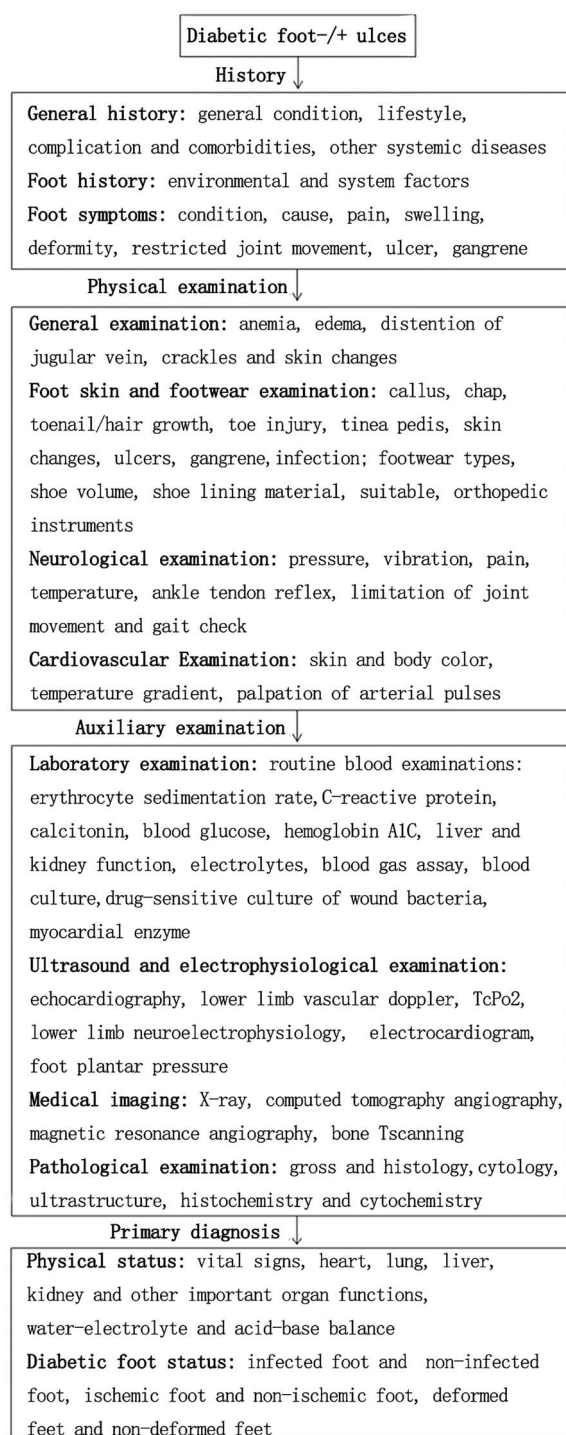 Diabetic foot-/+ ulces
History
General history: general condition, lifestyle,
complication and comorbidities, other systemic diseases
Foot history: environmental and system factors
Foot symptoms: condition, cause, pain, swelling,
deformity, restricted joint movement, ulcer, gangrene
Physical examination
General examination: anemia, edema, distention of
jugular vein, crackles and skin changes
Foot skin and footwear examination: callus, chap,
toenail/hair growth, toe injury, tinea pedis, skin
changes, ulcers, gangrene, infection; footwear types,
shoe volume, shoe lining material, suitable, orthopedic
instruments
Neurological examination: pressure, vibration, pain,
temperature, ankle tendon reflex, limitation of joint
movement and gait check
Cardiovascular Examination: skin and body color,
temperature gradient, palpation of arterial pulses
Auxiliary examination
Laboratory examination: routine blood examinations:
erythrocyte sedimentation rate, C-reactive protein,
calcitonin, blood glucose, hemoglobin A1C, liver and
kidney function, electrolytes, blood gas assay, blood
culture, drug-sensitive culture of wound bacteria,
myocardial enzyme
Ultrasound and electrophysiological examination:
echocardiography, lower limb vascular doppler, TcPo2,
lower limb neuroelectrophysiology, electrocardiogram,
foot plantar pressure
Medical imaging: X-ray, computed tomography angiography,
magnetic resonance angiography, bone Tscanning
Pathological examination: gross and histology, cytology,
ultrastructure, histochemistry and cytochemistry
Primary diagnosis
Physical status: vital signs, heart, lung, liver,
kidney and other important organ functions,
water-electrolyte and acid-base balance
Diabetic foot status: infected foot and non-infected
foot, ischemic foot and non-ischemic foot, deformed
feet and non-deformed feet